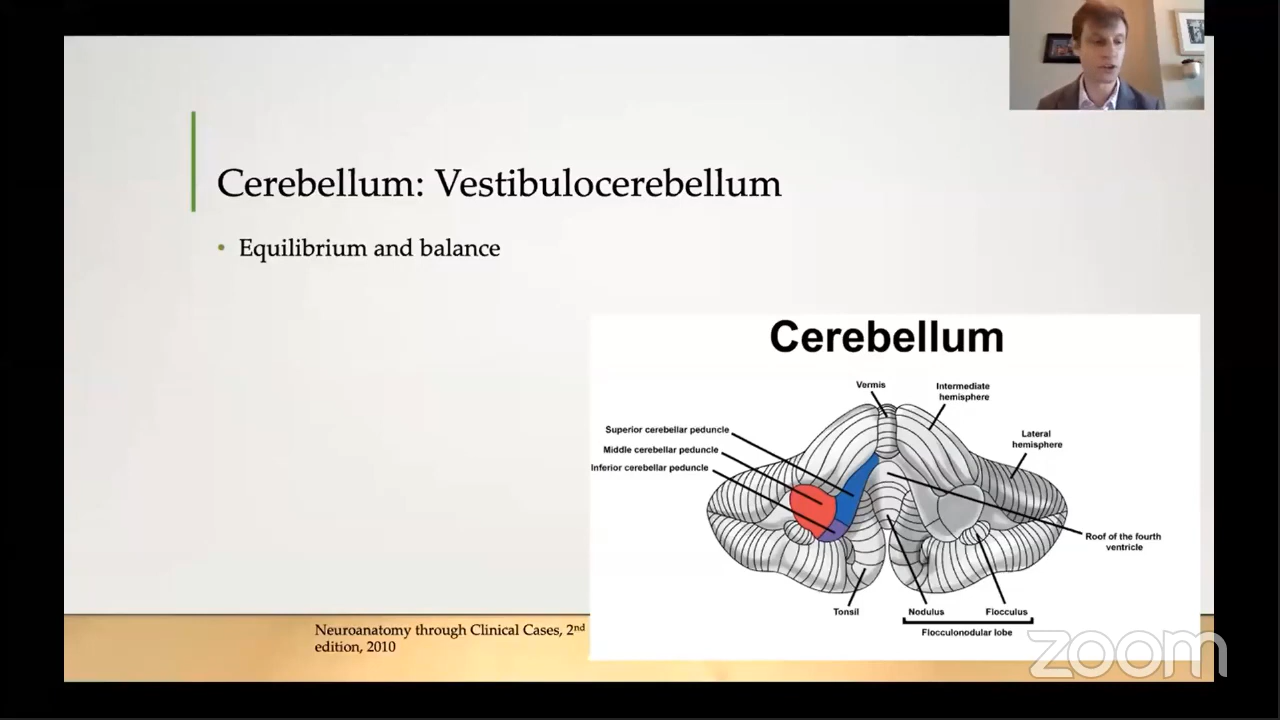 Cerebellum: Vestibulocerebellum
• Equilibrium and balance
Cerebellum
Vermis
Intermediate
hemisphere
Lateral
hemisphere
Superior cerebellar peduncle
Middle cerebellar peduncle
Inferior cerebellar peduncle
Roof of the fourth
ventricle
Tonsil
Nodulus
Flocculus
Flocculonodular lobe
Neuroanatomy through Clinical Cases, 2nd
edition, 2010
zoom